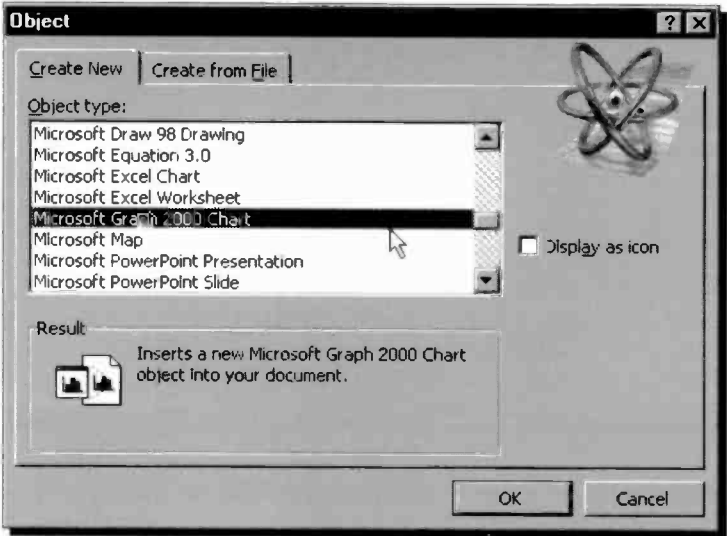 Object
Create New
Create from File
Object type:
Microsoft Draw 98 Drawing
Microsoft Equation 3.0
Microsoft Excel Chart
Microsoft Excel Worksheet
Microsoft Graph 2000 Chart
Microsoft Map
Microsoft PowerPoint Presentation
Microsoft PowerPoint Slide
Display as icon
Result
Inserts a new Microsoft Graph 2000 Chart
object into your document.
OK
Cancel